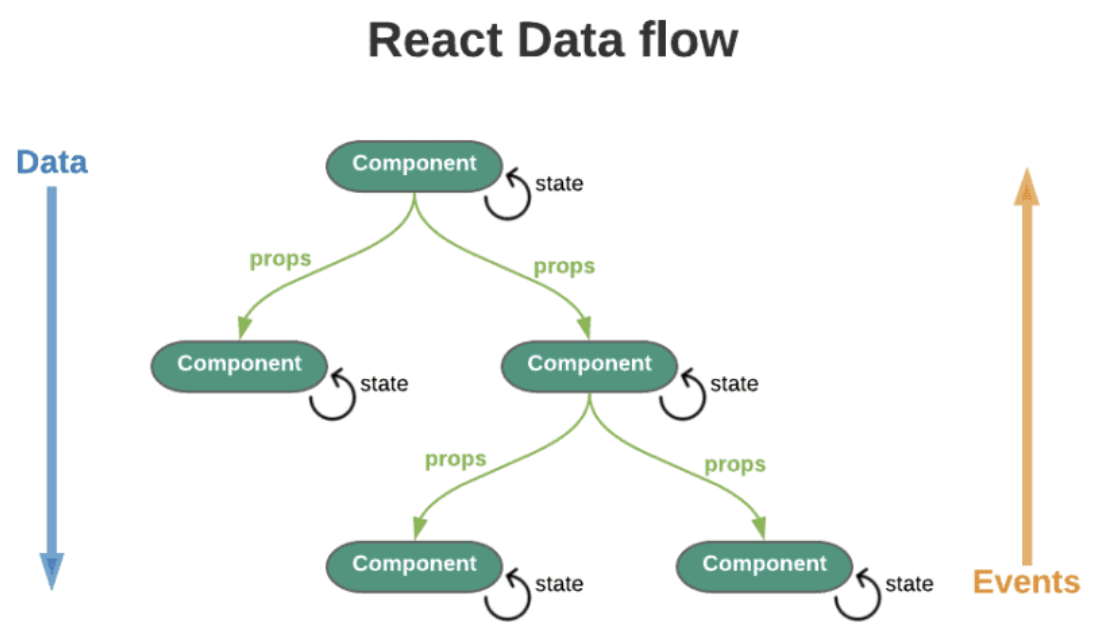 React Data flow
Data
Component
state
props
props
Component
state
Component
state
props
props
Component
state
Component
state
Events